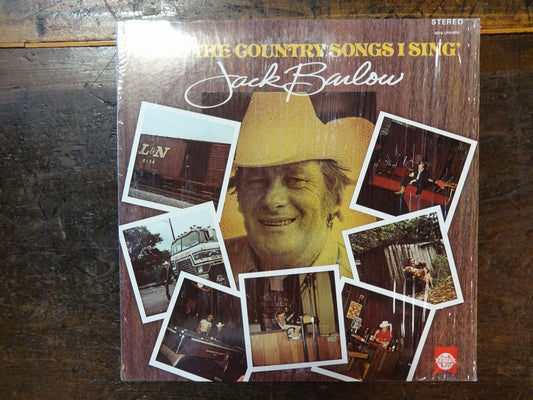 STEREO
THE COUNTRY SONGS I SING'
Jack Barlow
L&N